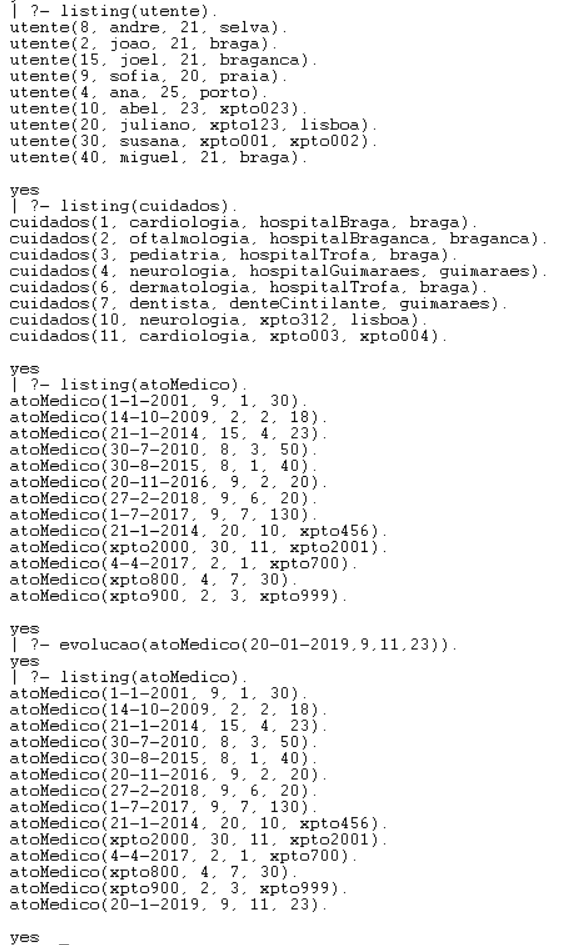 | ?- listing(utente).
utente(8, andre, 21, selva).
utente(2, joao, 21, braga).
utente(15, joel, 21, braganca).
utente(9, sofia, 20, praia).
utente(4, ana, 25, porto).
utente(10, abel, 23, xpto023).
utente(20, juliano, xpto123, lisboa).
utente(30, susana, xpto001, xpto002).
utente(40, miguel, 21, braga).
yes
| ?- listing(cuidados).
cuidados(1, cardiologia, hospitalBraga, braga).
cuidados(2, oftalmologia, hospitalBraganca, braganca).
cuidados(3, pediatria, hospitalTrofa, braga).
cuidados(4, neurologia, hospitalGuimaraes, guimaraes).
cuidados(6, dermatologia, hospitalTrofa, braga).
cuidados(7, dentista, denteCintilante, guimaraes).
cuidados(10, neurologia, xpto312, lisboa).
cuidados(11, cardiologia, xpto003, xpto004).
yes
| ?- listing(atoMedico).
atoMedico(1-1-2001, 9, 1, 30).
atoMedico(14-10-2009, 2, 2, 18).
atoMedico(21-1-2014, 15, 4, 23).
atoMedico(30-7-2010, 8, 3, 50).
atoMedico(30-8-2015, 8, 1, 40).
atoMedico(20-11-2016, 9, 2, 20).
atoMedico(27-2-2018, 9, 6, 20).
atoMedico(1-7-2017, 9, 7, 130).
atoMedico(21-1-2014, 20, 10, xpto456).
atoMedico(xpto2000, 30, 11, xpto2001).
atoMedico(4-4-2017, 2, 1, xpto700).
atoMedico(xpto800, 4, 7, 30).
atoMedico(xpto900, 2, 3, xpto999).
yes
| ?- evolucao(atoMedico(20-01-2019,9,11,23)).
yes
| ?- listing(atoMedico).
atoMedico(1-1-2001, 9, 1, 30).
atoMedico(14-10-2009, 2, 2, 18).
atoMedico(21-1-2014, 15, 4, 23).
atoMedico(30-7-2010, 8, 3, 50).
atoMedico(30-8-2015, 8, 1, 40).
atoMedico(20-11-2016, 9, 2, 20).
atoMedico(27-2-2018, 9, 6, 20).
atoMedico(1-7-2017, 9, 7, 130).
atoMedico(21-1-2014, 20, 10, xpto456).
atoMedico(xpto2000, 30, 11, xpto2001).
atoMedico(4-4-2017, 2, 1, xpto700).
atoMedico(xpto800, 4, 7, 30).
atoMedico(xpto900, 2, 3, xpto999).
atoMedico(20-1-2019, 9, 11, 23).
yes _